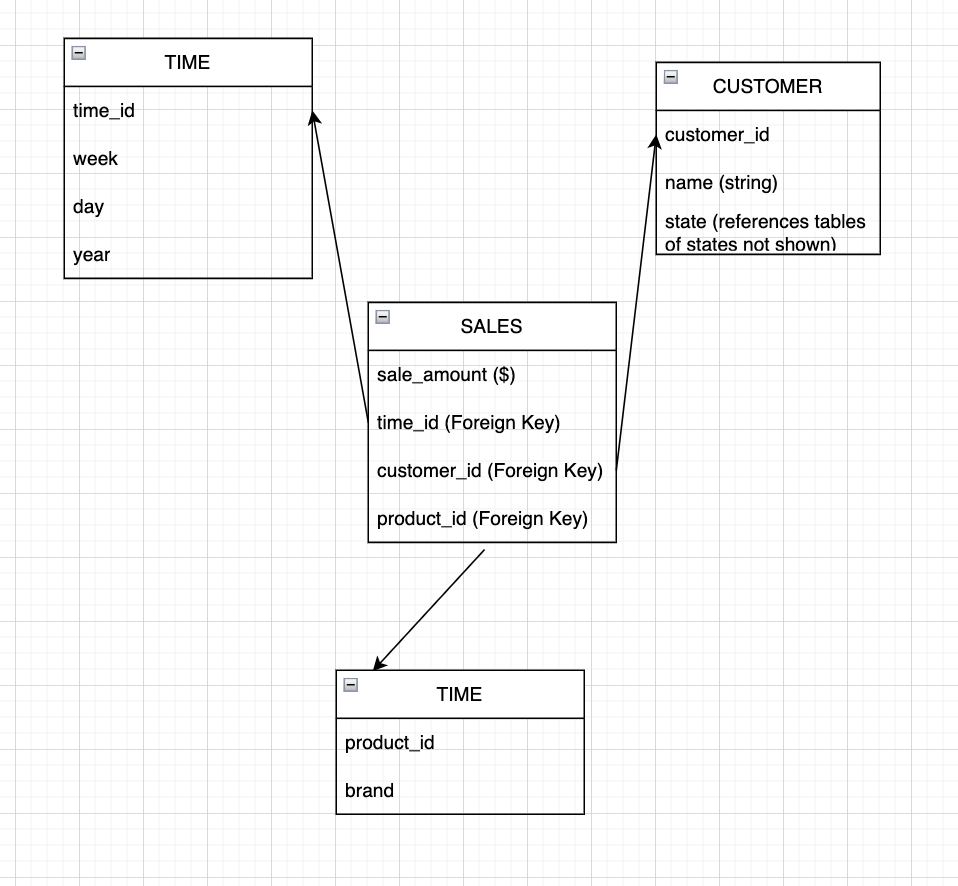 TIME
time_id
week
day
year
CUSTOMER
customer_id
name (string)
state (references tables
of states not shown)
SALES
sale_amount ($)
time_id (Foreign Key)
customer_id (Foreign Key)
product_id (Foreign Key)
TIME
product_id
brand